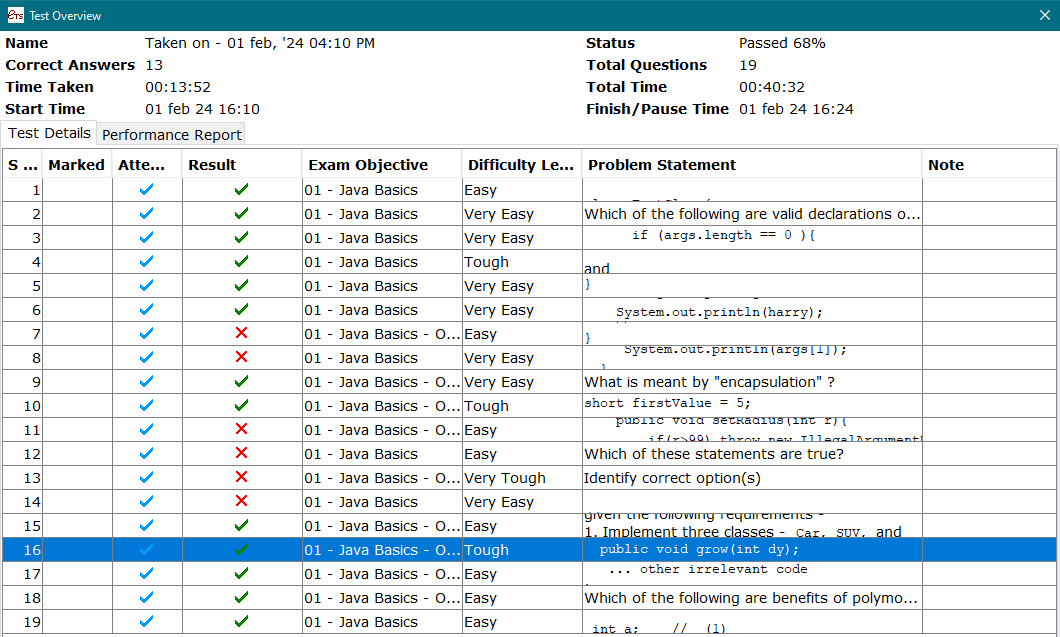 ETS Test Overview
Name Taken on - 01 feb, '24 04:10 PM Status Passed 68%
Correct Answers 13 Total Questions 19
Time Taken 00:13:52 Total Time 00:40:32
Start Time 01 feb 24 16:10 Finish/Pause Time 01 feb 24 16:24
Test Details Performance Report
S ... Marked Atte... Result Exam Objective Difficulty Le... Problem Statement Note
1 01 - Java Basics Easy
2 01 - Java Basics Very Easy Which of the following are valid declarations o...
3 01 - Java Basics Very Easy if (args.length == 0 ){
4 01 - Java Basics Tough and
5 01 - Java Basics Very Easy }
6 01 - Java Basics Very Easy System.out.println(harry);
7 01 - Java Basics - O... Easy }
8 01 - Java Basics - O... Very Easy System.out.println(args[1]);
9 01 - Java Basics - O... Very Easy What is meant by "encapsulation" ?
10 01 - Java Basics - O... Tough short firstValue = 5;
11 01 - Java Basics - O... Easy public void setRadius(int r){
if(r>99) throw new IllegalArgument
12 01 - Java Basics - O... Easy Which of these statements are true?
13 01 - Java Basics - O... Very Tough Identify correct option(s)
14 01 - Java Basics - O... Very Easy
15 01 - Java Basics - O... Easy given the following requirements -
1. Implement three classes - Car, SUV, and
16 01 - Java Basics - O... Tough public void grow(int dy);
17 01 - Java Basics - O... Easy ... other irrelevant code
18 01 - Java Basics - O... Easy Which of the following are benefits of polymo...
19 01 - Java Basics - O... Easy int a; // (1)